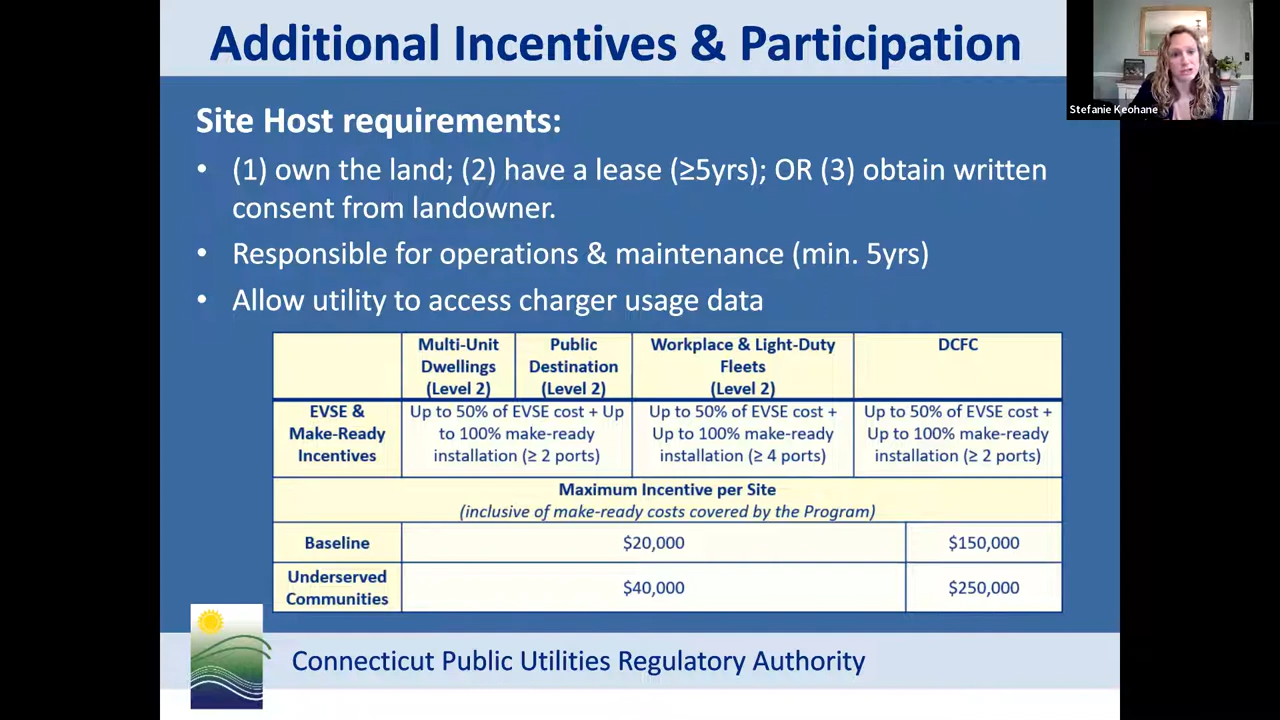 Additional Incentives & Participation
Stefanie Keohane
Site Host requirements:
• (1) own the land; (2) have a lease (≥5yrs); OR (3) obtain written
consent from landowner.
• Responsible for operations & maintenance (min. 5yrs)
• Allow utility to access charger usage data
Multi-Unit Dwellings (Level 2)
Public Destination (Level 2)
Workplace & Light-Duty Fleets (Level 2)
DCFC
EVSE & Make-Ready Incentives
Up to 50% of EVSE cost + Up to 100% make-ready installation (≥ 2 ports)
Up to 50% of EVSE cost + Up to 100% make-ready installation (≥ 4 ports)
Up to 50% of EVSE cost + Up to 100% make-ready installation (≥ 2 ports)
Maximum Incentive per Site
(inclusive of make-ready costs covered by the Program)
Baseline
$20,000
$150,000
Underserved Communities
$40,000
$250,000
Connecticut Public Utilities Regulatory Authority